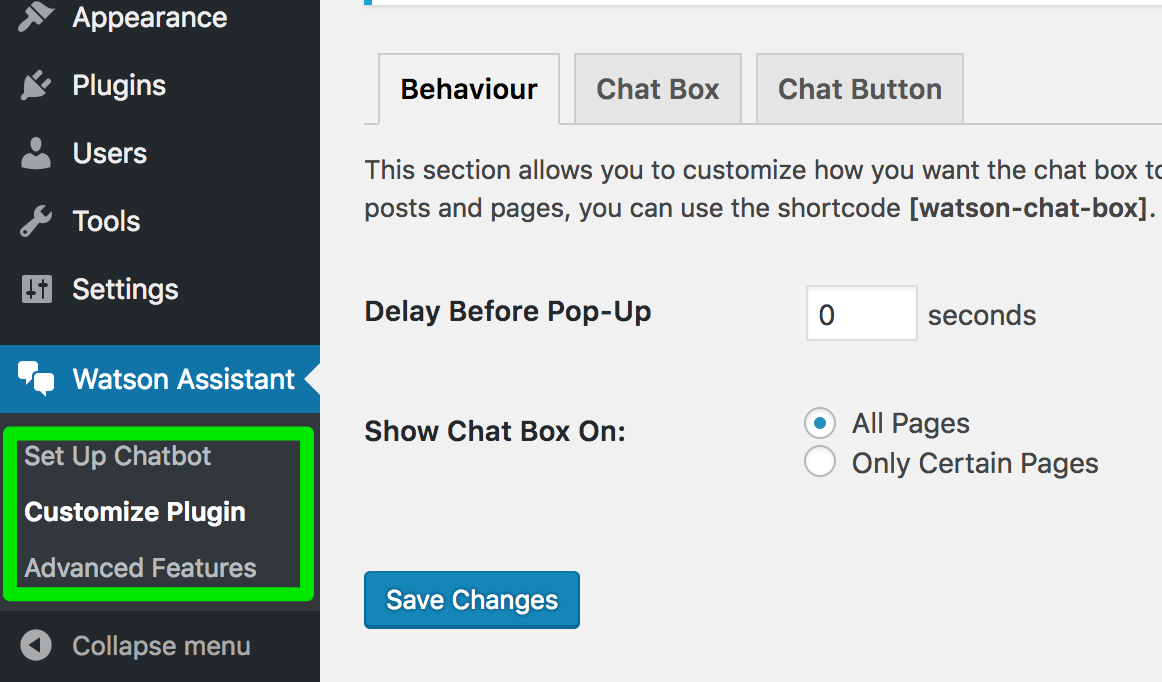 Appearance
Plugins
Users
Tools
Settings
Watson Assistant
Set Up Chatbot
Customize Plugin
Advanced Features
Collapse menu
Behaviour
Chat Box
Chat Button
This section allows you to customize how you want the chat box to
posts and pages, you can use the shortcode [watson-chat-box].
Delay Before Pop-Up
0 seconds
Show Chat Box On:
All Pages
Only Certain Pages
Save Changes